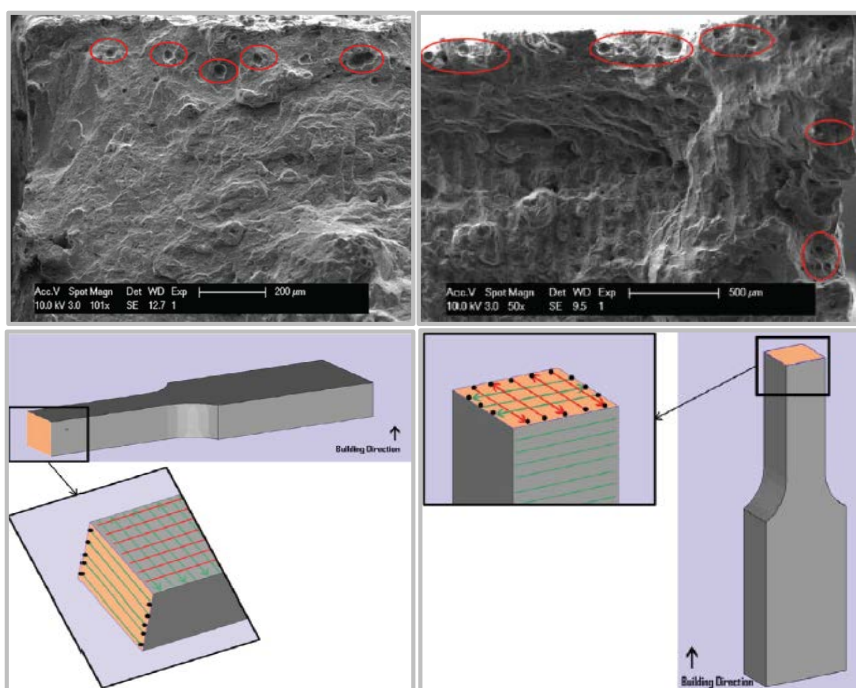 Acc.V Spot Magn Det WD Exp 200 µm
10.0 kV 3.0 101x SE 12.7 1
Acc.V Spot Magn Det WD Exp 500 µm
10.0 kV 3.0 50x SE 9.5 1
Building Direction
Building Direction